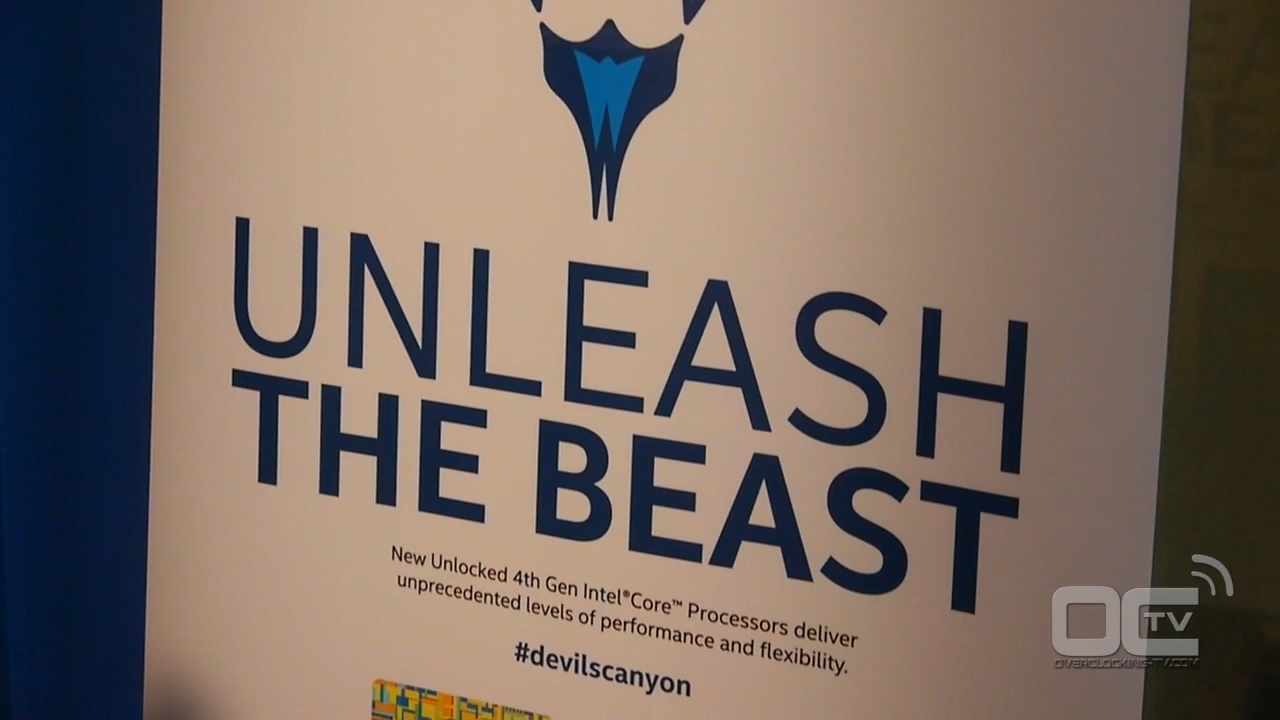 UNLEASH
THE BEAST
New Unlocked 4th Gen Intel®Core™ Processors deliver
unprecedented levels of performance and flexibility.
#devilscanyon
OC TV
OVERCLOCKING-TV.COM